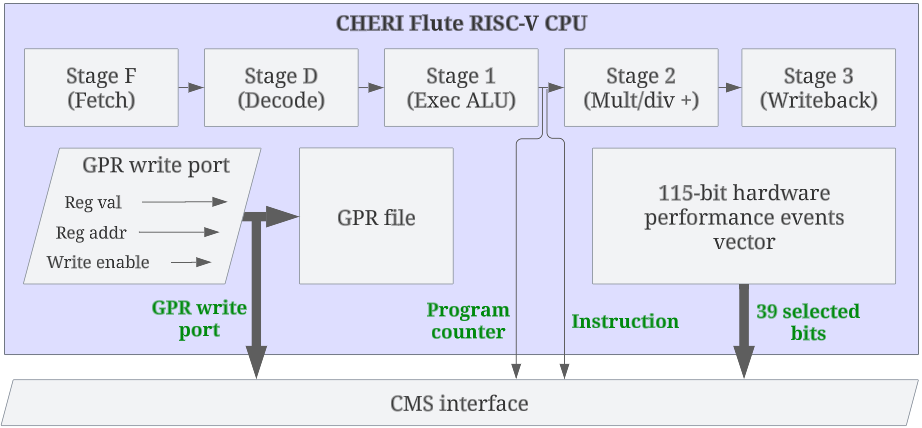 CHERI Flute RISC-V CPU
Stage F
(Fetch)
Stage D
(Decode)
Stage 1
(Exec ALU)
Stage 2
(Mult/div +)
Stage 3
(Writeback)
GPR write port
Reg val
Reg addr
Write enable
GPR file
115-bit hardware
performance events
vector
GPR write
port
Program
counter
Instruction
39 selected
bits
CMS interface